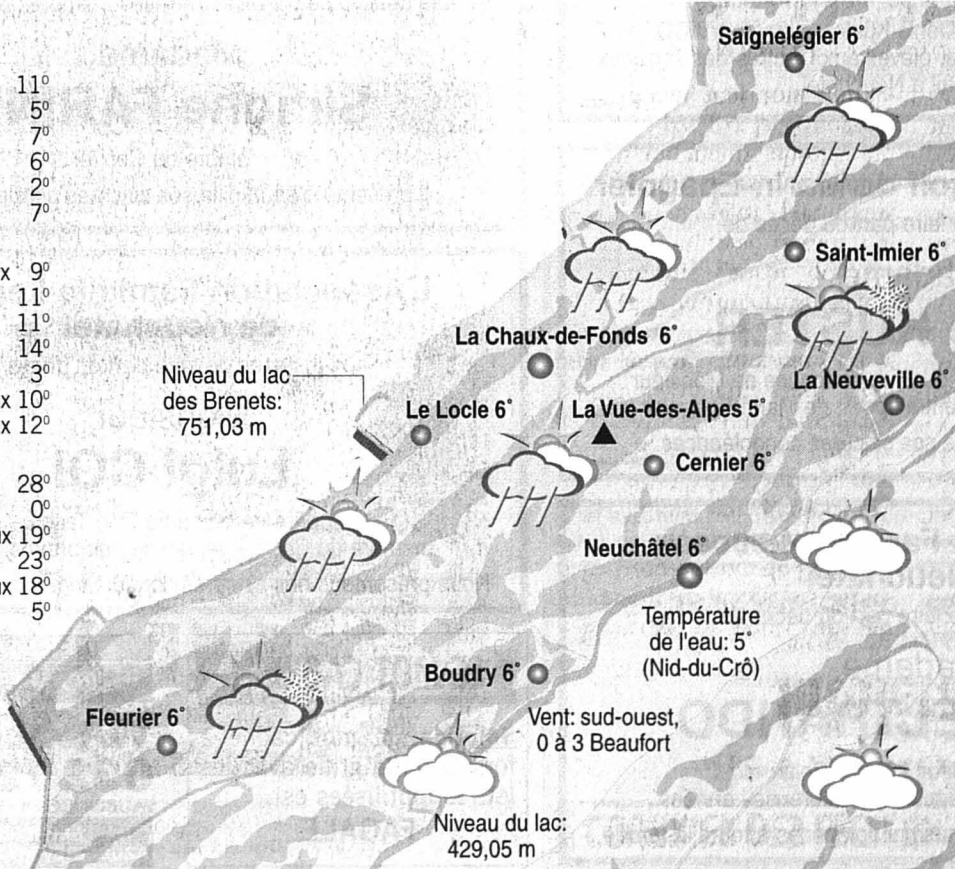 11°
5°
7°
6°
2°
7°
x 9°
11°
11°
14°
3°
x 10°
x 12°
28°
0°
ux 19°
23°
ux 18°
5°
Saignelégier 6°
Saint-Imier 6°
La Chaux-de-Fonds 6°
La Neuveville 6°
Niveau du lac
des Brenets:
751,03 m
Le Locle 6°
La Vue-des-Alpes 5°
Cernier 6°
Neuchâtel 6°
Température
de l'eau: 5°
(Nid-du-Crô)
Boudry 6°
Vent: sud-ouest,
0 à 3 Beaufort
Fleurier 6°
Niveau du lac:
429,05 m